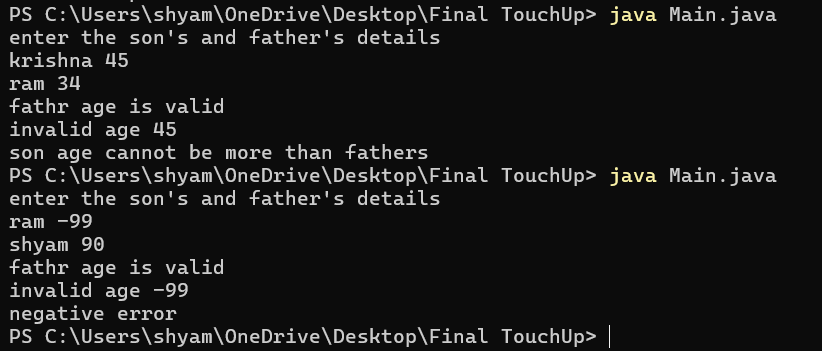 PS C:\Users\shyam\OneDrive\Desktop\Final TouchUp> java Main.java
enter the son's and father's details
krishna 45
ram 34
fathr age is valid
invalid age 45
son age cannot be more than fathers
PS C:\Users\shyam\OneDrive\Desktop\Final TouchUp> java Main.java
enter the son's and father's details
ram -99
shyam 90
fathr age is valid
invalid age -99
negative error
PS C:\Users\shyam\OneDrive\Desktop\Final TouchUp>